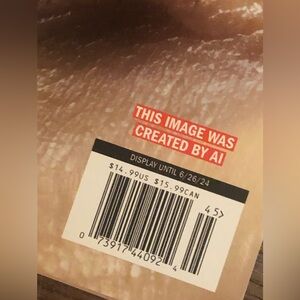 THIS IMAGE WAS
CREATED BY AI
DISPLAY UNTIL 6/26/24
$14.99US $15.99CAN
45>
0 73917 44092 4